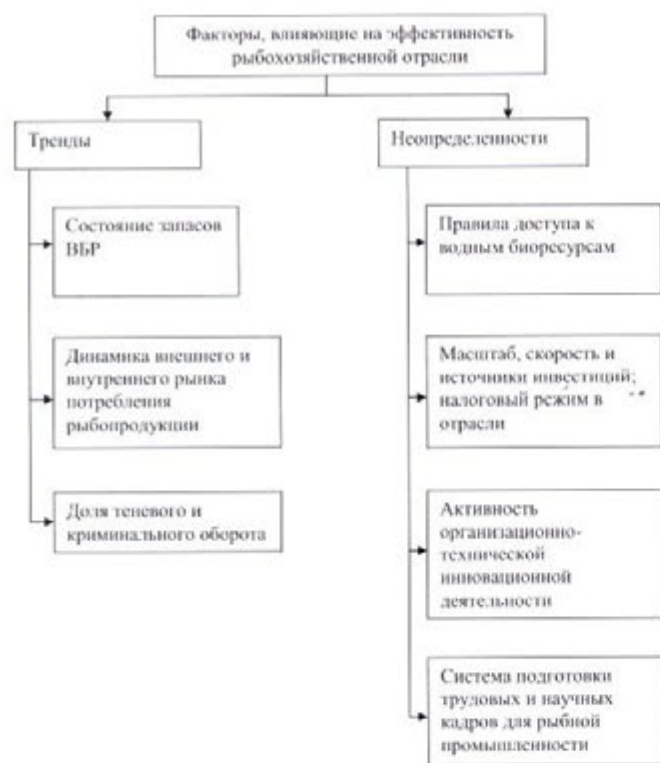 Факторы, влияющие на эффективность
рыбохозяйственной отрасли
Тренды
Состояние запасов
ВБР
Динамика внешнего и
внутреннего рынка
потребления
рыбопродукции
Доля теневого и
криминального оборота
Неопределенности
Правила доступа к
водным биоресурсам
Масштаб, скорость и
источники инвестиций;
налоговый режим в
отрасли
Активность
организационно-
технической
инновационной
деятельности
Система подготовки
трудовых и научных
кадров для рыбной
промышленности